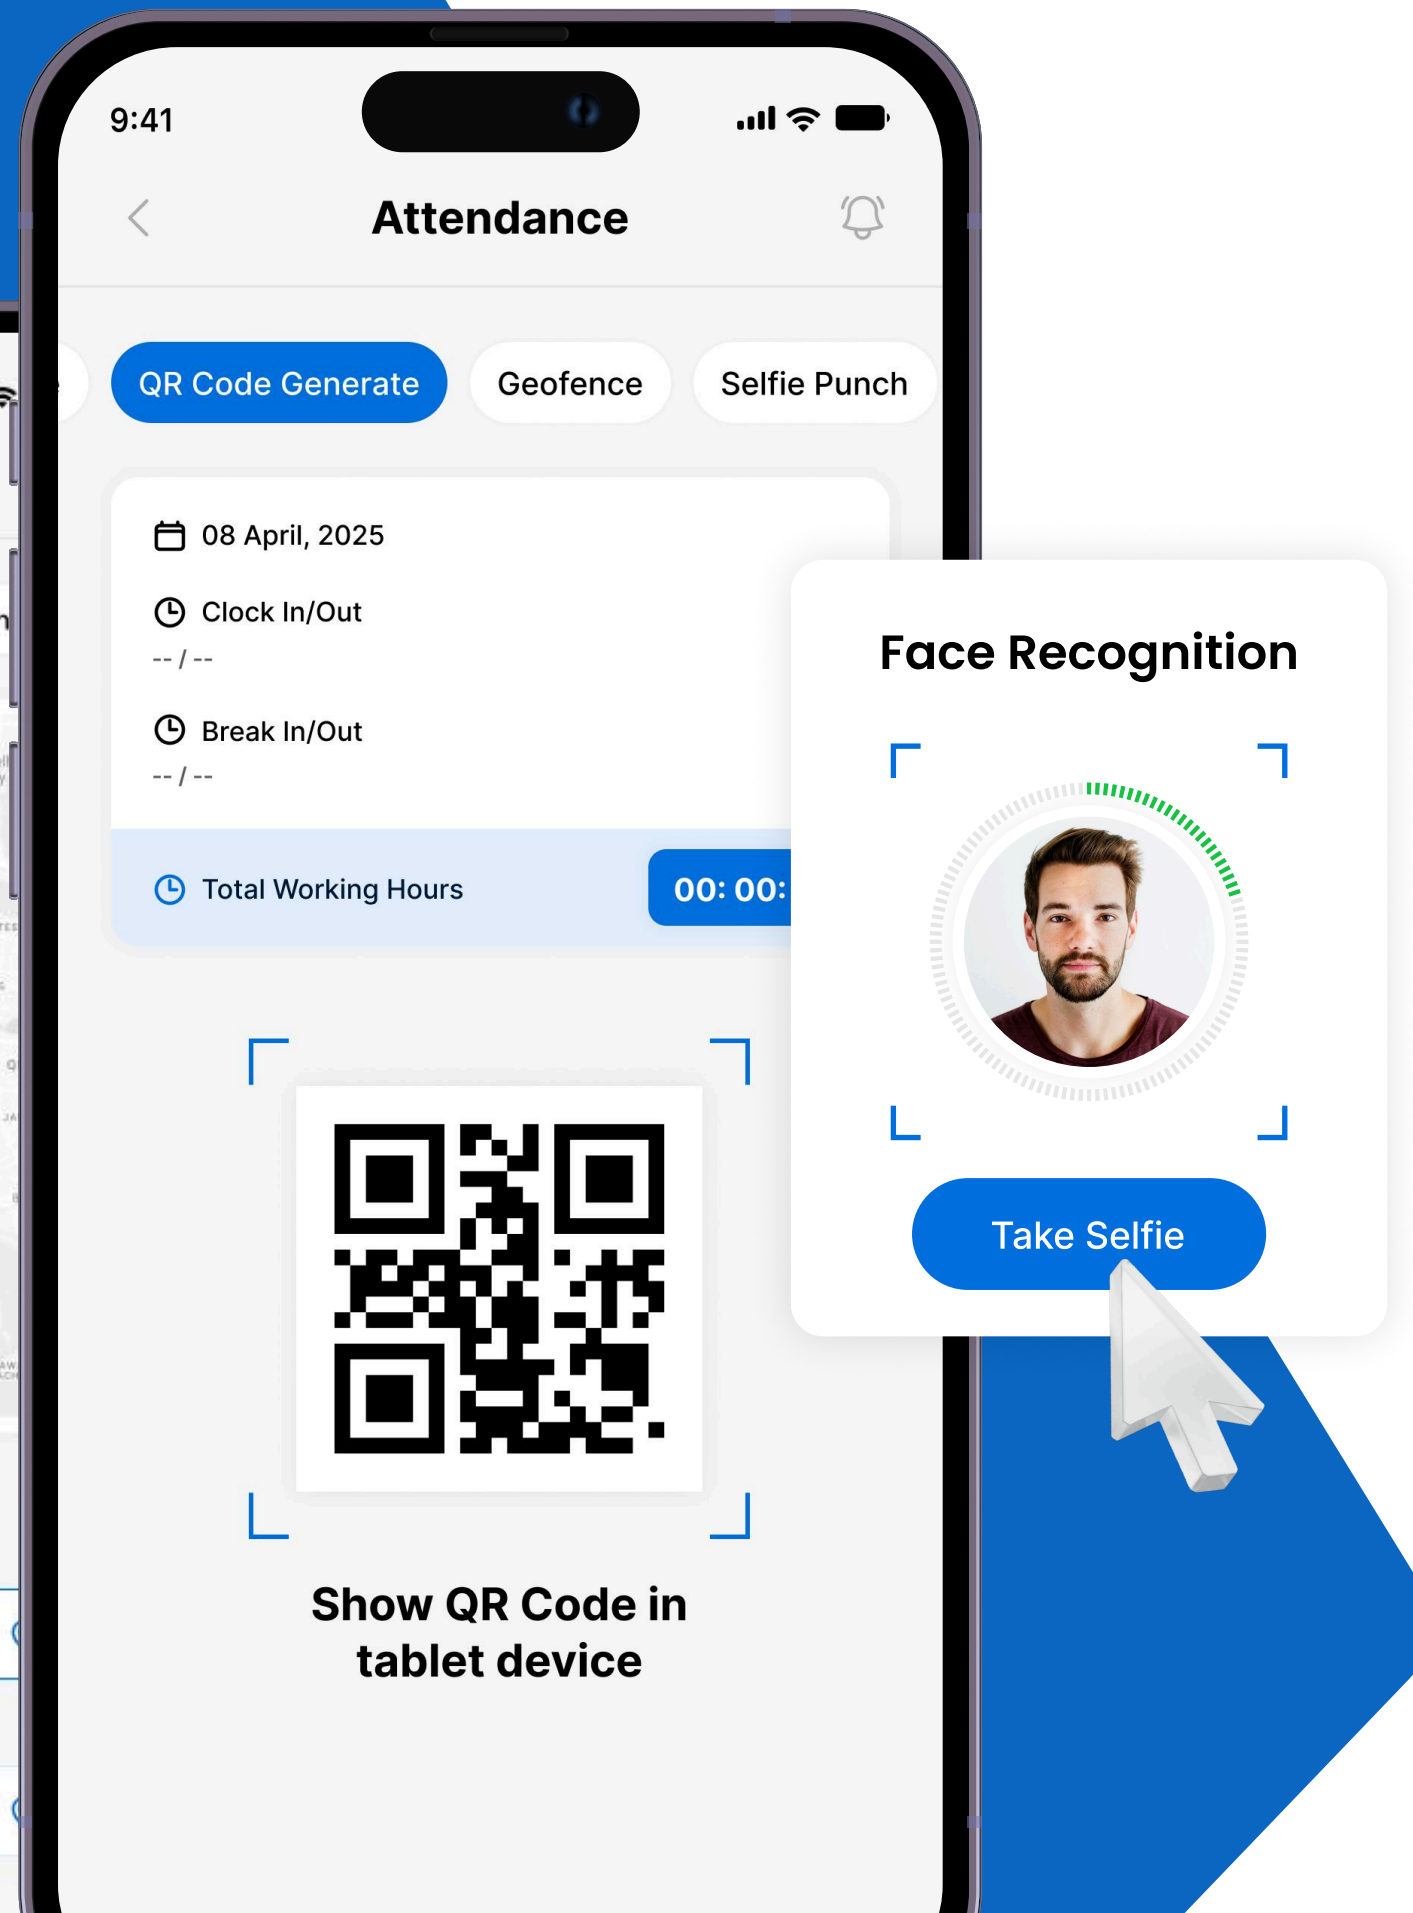 9:41
Attendance
QR Code Generate
Geofence
Selfie Punch
08 April, 2025
Clock In/Out
-- / --
Break In/Out
-- / --
Total Working Hours
00: 00:
Face Recognition
Take Selfie
Show QR Code in
tablet device